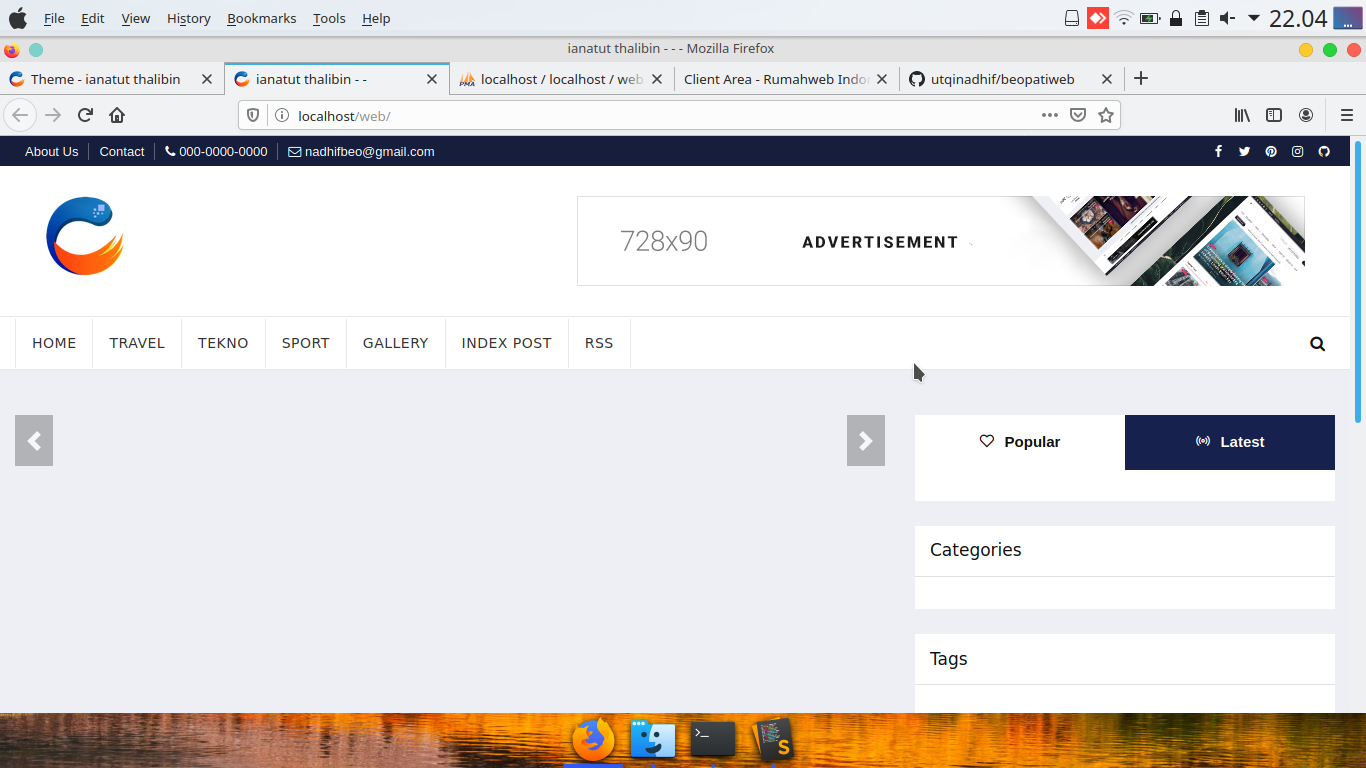 File Edit View History Bookmarks Tools Help 22.04
ianatut thalibin - - - Mozilla Firefox
Theme - ianatut thalibin
ianatut thalibin - -
PMA localhost / localhost / web
Client Area - Rumahweb Indo
utqinadhif/beopatiweb
localhost/web/
About Us Contact 000-0000-0000 nadhifbeo@gmail.com
728x90 ADVERTISEMENT
HOME TRAVEL TEKNO SPORT GALLERY INDEX POST RSS
Popular Latest
Categories
Tags